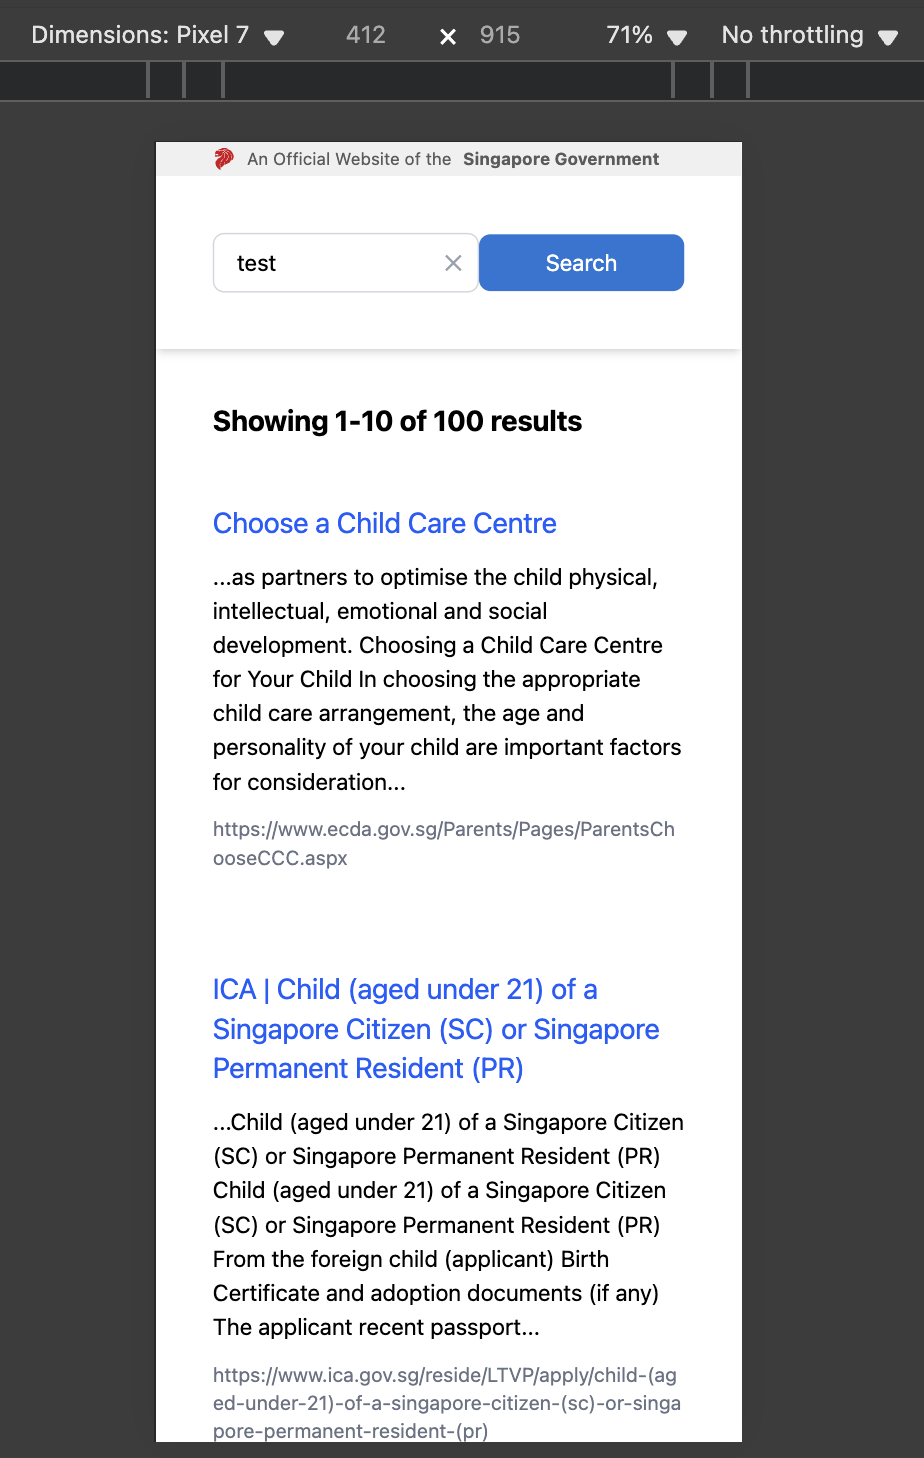 Dimensions: Pixel 7 412 × 915 71% No throttling
An Official Website of the Singapore Government
test Search
Showing 1-10 of 100 results
Choose a Child Care Centre
...as partners to optimise the child physical,
intellectual, emotional and social
development. Choosing a Child Care Centre
for Your Child In choosing the appropriate
child care arrangement, the age and
personality of your child are important factors
for consideration...
https://www.ecda.gov.sg/Parents/Pages/ParentsCh
ooseCCC.aspx
ICA | Child (aged under 21) of a
Singapore Citizen (SC) or Singapore
Permanent Resident (PR)
...Child (aged under 21) of a Singapore Citizen
(SC) or Singapore Permanent Resident (PR)
Child (aged under 21) of a Singapore Citizen
(SC) or Singapore Permanent Resident (PR)
From the foreign child (applicant) Birth
Certificate and adoption documents (if any)
The applicant recent passport...
https://www.ica.gov.sg/reside/LTVP/apply/child-(ag
ed-under-21)-of-a-singapore-citizen-(sc)-or-singa
pore-permanent-resident-(pr)